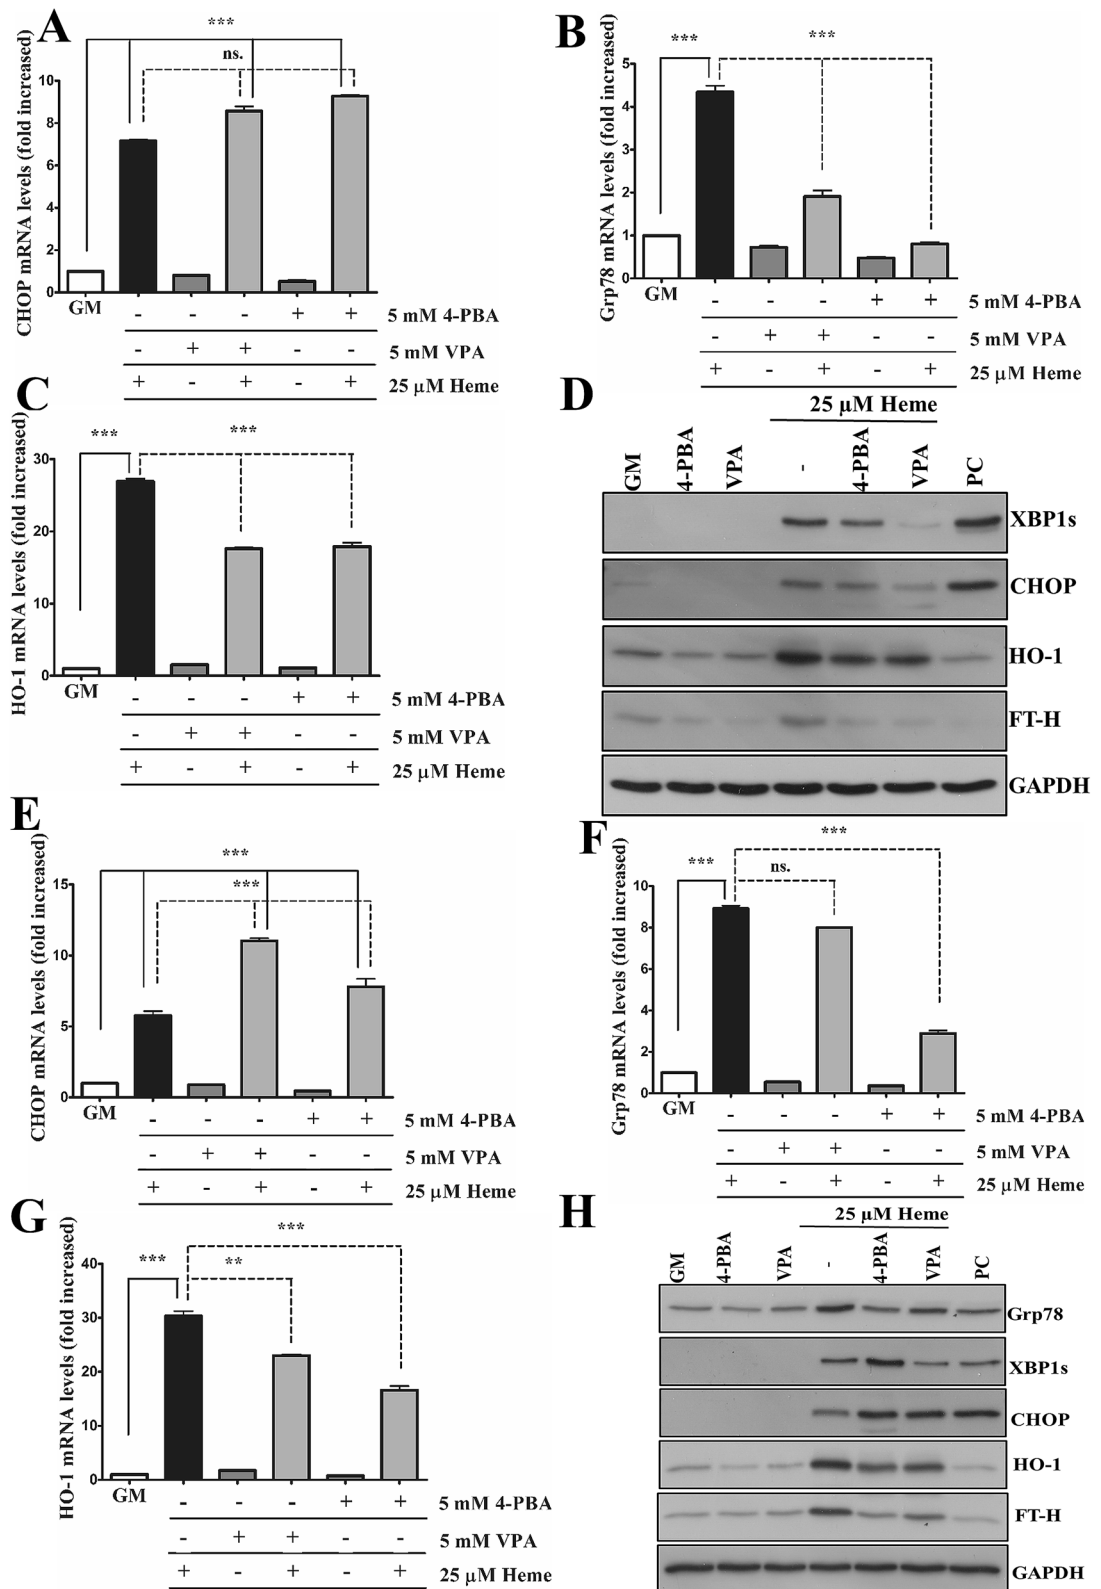 A
CHOP mRNA levels (fold increased)
***
ns.
10
8
6
4
2
0
GM
- - - + + 5 mM 4-PBA
- + + - - 5 mM VPA
+ - + - + 25 μM Heme
B
Grp78 mRNA levels (fold increased)
*** ***
5
4
3
2
1
0
GM
- - - + + 5 mM 4-PBA
- + + - - 5 mM VPA
+ - + - + 25 μM Heme
C
HO-1 mRNA levels (fold increased)
*** ***
30
20
10
0
GM
- - - + + 5 mM 4-PBA
- + + - - 5 mM VPA
+ - + - + 25 μM Heme
D
25 μM Heme
GM 4-PBA VPA - 4-PBA VPA PC
XBP1s
CHOP
HO-1
FT-H
GAPDH
E
CHOP mRNA levels (fold increased)
***
***
15
10
5
0
GM
- - - + + 5 mM 4-PBA
- + + - - 5 mM VPA
+ - + - + 25 μM Heme
F
Grp78 mRNA levels (fold increased)
***
*** ns.
10
8
6
4
2
0
GM
- - - + + 5 mM 4-PBA
- + + - - 5 mM VPA
+ - + - + 25 μM Heme
G
HO-1 mRNA levels (fold increased)
***
*** **
40
30
20
10
0
GM
- - - + + 5 mM 4-PBA
- + + - - 5 mM VPA
+ - + - + 25 μM Heme
H
25 μM Heme
GM 4-PBA VPA - 4-PBA VPA PC
Grp78
XBP1s
CHOP
HO-1
FT-H
GAPDH